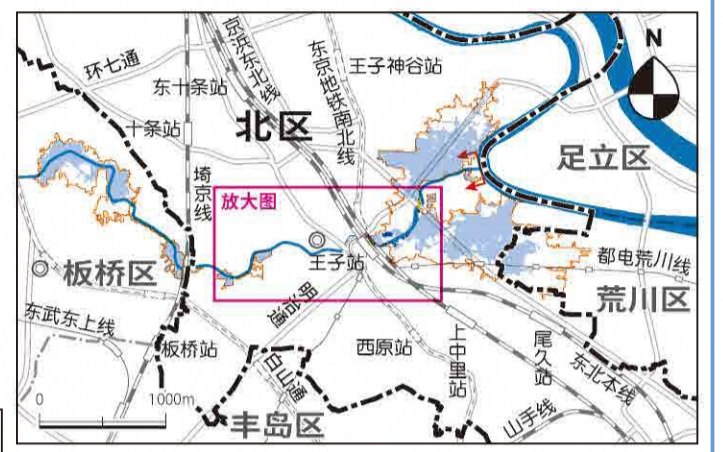 环七通
京滨东北线
东京地铁南北线
王子神谷站
N
东十条站
十条站
北区
足立区
埼京线
放大图
王子站
都电荒川线
板桥区
荒川区
明治通
东武东上线
板桥站
西原站
上中里站
尾久站
东北本线
白山通
0
1000m
丰岛区
山手线